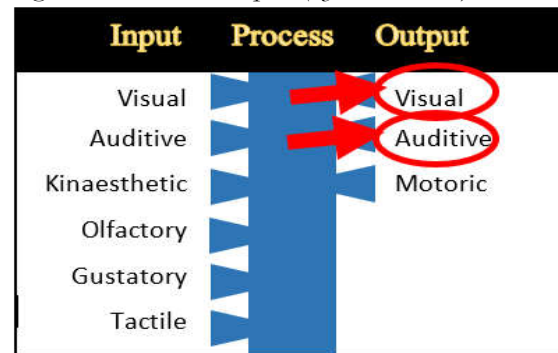 Input Process Output
Visual Visual
Auditive Auditive
Kinaesthetic Motoric
Olfactory
Gustatory
Tactile